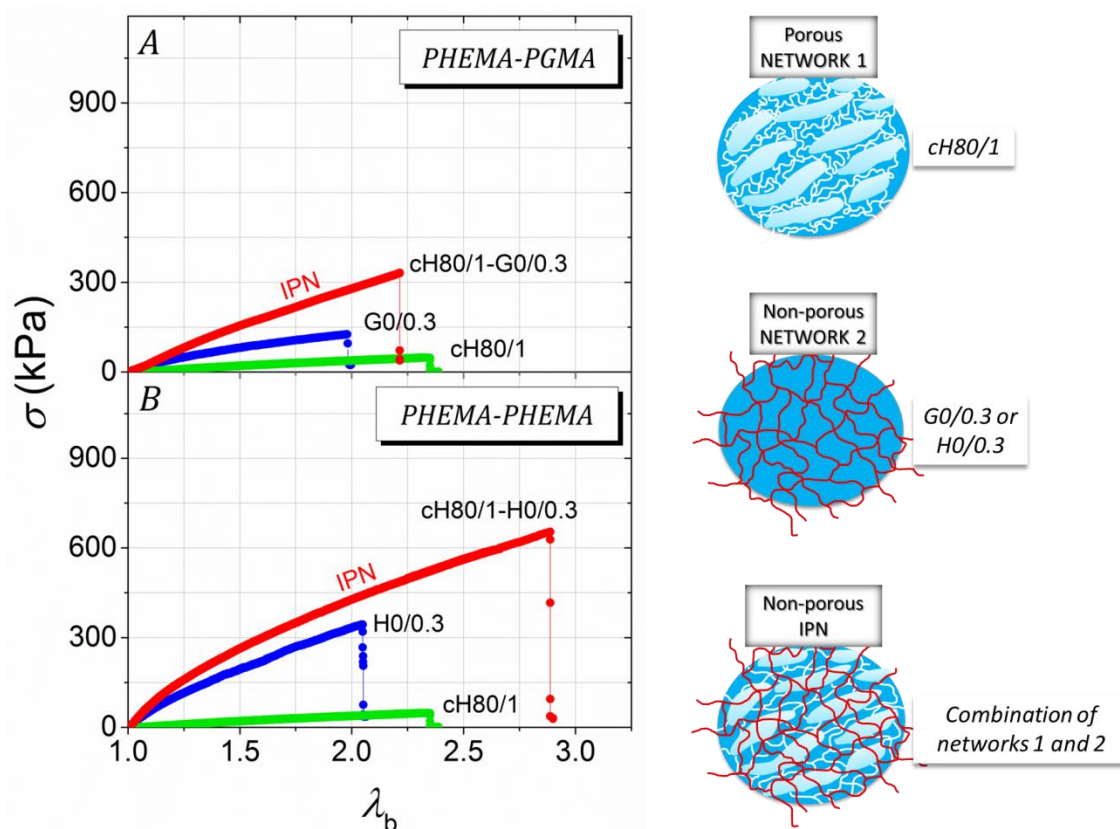 A
PHEMA-PGMA
900
600
300
0
IPN
cH80/1-G0/0.3
G0/0.3
cH80/1
σ (kPa)
B
PHEMA-PHEMA
900
600
300
0
cH80/1-H0/0.3
IPN
H0/0.3
cH80/1
1.0 1.5 2.0 2.5 3.0
λb
Porous
NETWORK 1
cH80/1
Non-porous
NETWORK 2
G0/0.3 or
H0/0.3
Non-porous
IPN
Combination of
networks 1 and 2